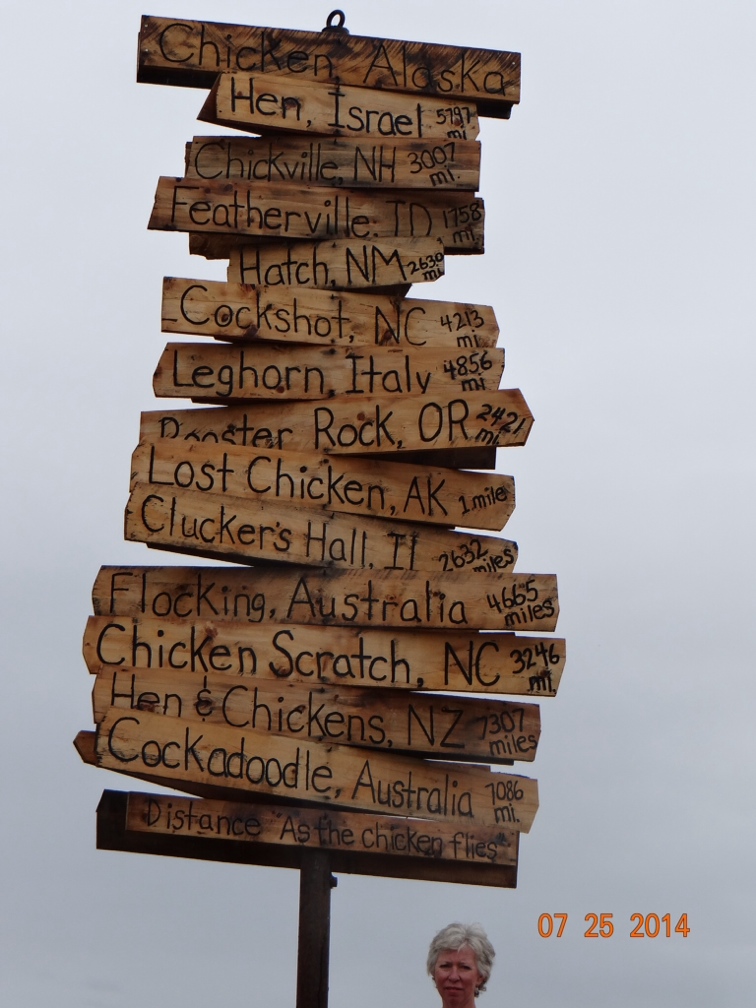 Chicken, Alaska
Hen, Israel 5797 mi
Chickville, NH 3007 mi.
Featherville. ID 1758 mi.
Hatch, NM 2630 mi
Cockshot, NC 4213 mi
Leghorn, Italy 4856 mi
Rooster Rock, OR 2421 mi.
Lost Chicken, AK 1 mile
Clucker's Hall, Il 2632 miles
Flocking, Australia 4665 miles
Chicken Scratch, NC 3246 mi.
Hen & Chickens, NZ 7307 miles
Cockadoodle, Australia 7086 mi.
Distance "As the chicken flies"
07 25 2014